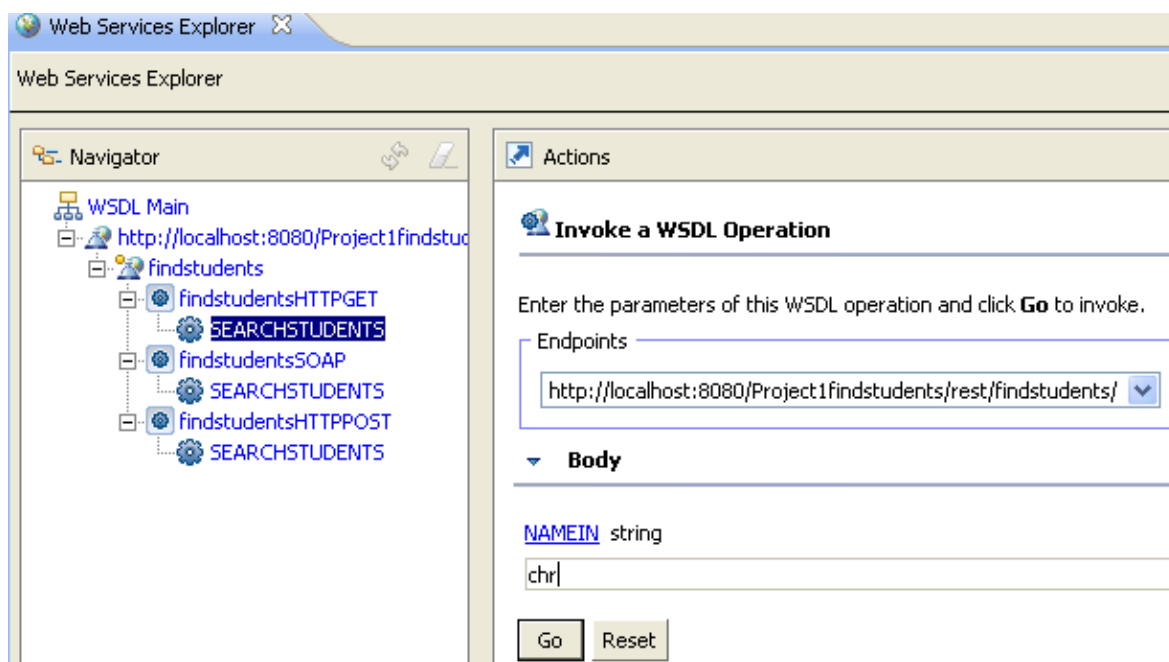 Web Services Explorer
Web Services Explorer
Navigator
WSDL Main
http://localhost:8080/Project1findstud
findstudents
findstudentsHTTPGET
SEARCHSTUDENTS
findstudentsSOAP
SEARCHSTUDENTS
findstudentsHTTPPOST
SEARCHSTUDENTS
Actions
Invoke a WSDL Operation
Enter the parameters of this WSDL operation and click Go to invoke.
Endpoints
http://localhost:8080/Project1findstudents/rest/findstudents/
Body
NAMEIN string
chr
Go Reset